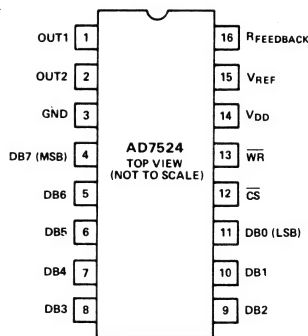 OUT1 1
OUT2 2
GND 3
DB7 (MSB) 4
DB6 5
DB5 6
DB4 7
DB3 8
AD7524
TOP VIEW
(NOT TO SCALE)
16 RFEEDBACK
15 VREF
14 VDD
13 W̅R̅
12 C̅S̅
11 DB0 (LSB)
10 DB1
9 DB2